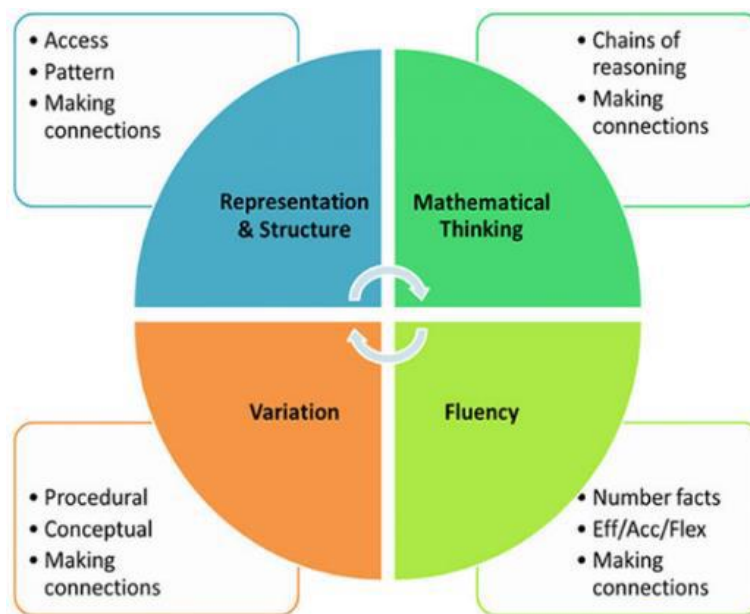 • Access
• Pattern
• Making
connections
• Chains of
reasoning
• Making
connections
Representation
& Structure
Mathematical
Thinking
Variation
Fluency
• Procedural
• Conceptual
• Making
connections
• Number facts
• Eff/Acc/Flex
• Making
connections